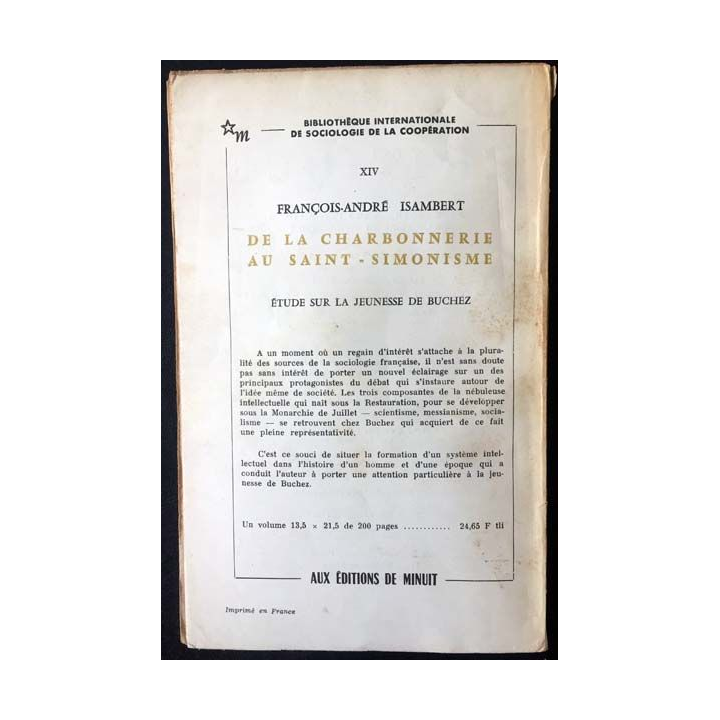 BIBLIOTHÈQUE INTERNATIONALE
DE SOCIOLOGIE DE LA COOPÉRATION
m
XIV
FRANÇOIS-ANDRÉ ISAMBERT
DE LA CHARBONNERIE
AU SAINT-SIMONISME
ÉTUDE SUR LA JEUNESSE DE BUCHEZ
A un moment où un regain d'intérêt s'attache à la plura-
lité des sources de la sociologie française, il n'est sans doute
pas sans intérêt de porter un nouvel éclairage sur un des
principaux protagonistes du débat qui s'instaure autour de
l'idée même de société. Les trois composantes de la nébuleuse
intellectuelle qui naît sous la Restauration, pour se développer
sous la Monarchie de Juillet — scientisme, messianisme, socia-
lisme — se retrouvent chez Buchez qui acquiert de ce fait
une pleine représentativité.
C'est ce souci de situer la formation d'un système intel-
lectuel dans l'histoire d'un homme et d'une époque qui a
conduit l'auteur à porter une attention particulière à la jeu-
nesse de Buchez.
Un volume 13,5 × 21,5 de 200 pages ............ 24,65 F tli
AUX ÉDITIONS DE MINUIT
Imprimé en France